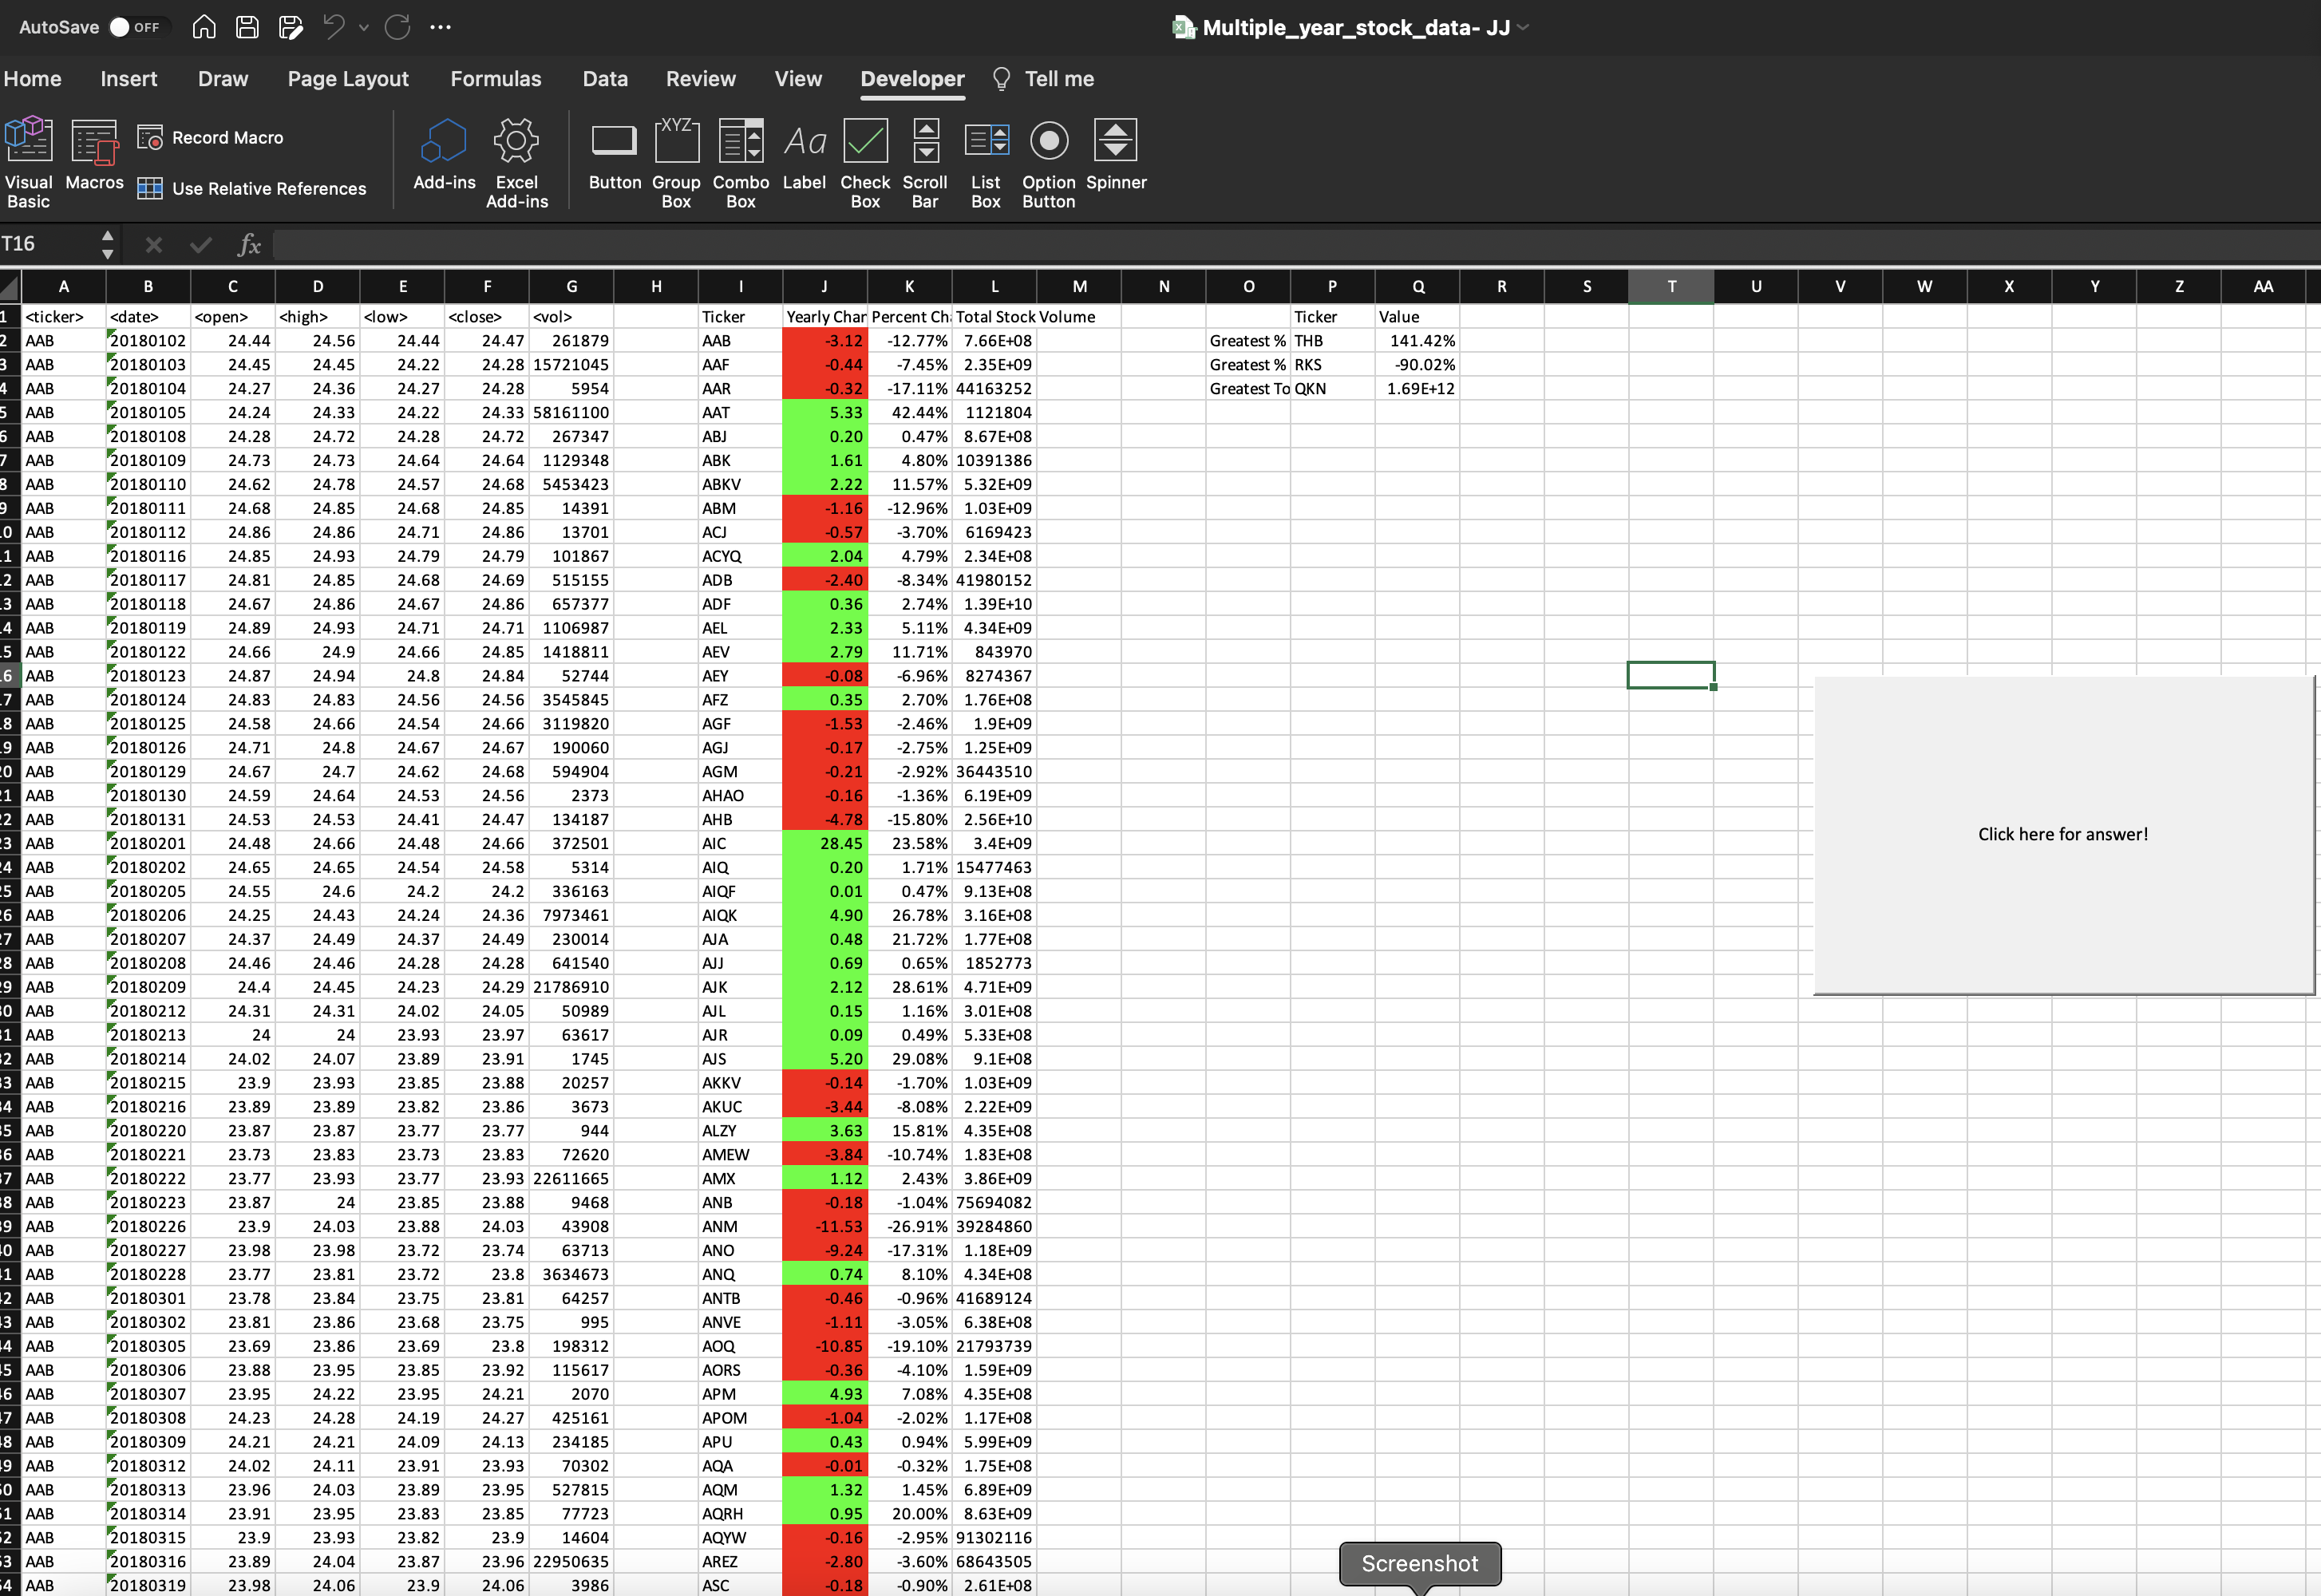 AutoSave OFF Multiple_year_stock_data- JJ
Home Insert Draw Page Layout Formulas Data Review View Developer Tell me
Visual Basic Macros Record Macro Use Relative References Add-ins Excel Add-ins XYZ Aa Button Group Box Combo Box Label Check Box Scroll Bar List Box Option Button Spinner
T16 fx
A B C D E F G H I J K L M N O P Q R S T U V W X Y Z AA
1 <ticker> <date> <open> <high> <low> <close> <vol> Ticker Yearly Char Percent Ch Total Stock Volume Ticker Value
2 AAB 20180102 24.44 24.56 24.44 24.47 261879 AAB -3.12 -12.77% 7.66E+08 Greatest % THB 141.42%
3 AAB 20180103 24.45 24.45 24.22 24.28 15721045 AAF -0.44 -7.45% 2.35E+09 Greatest % RKS -90.02%
4 AAB 20180104 24.27 24.36 24.27 24.28 5954 AAR -0.32 -17.11% 44163252 Greatest To QKN 1.69E+12
5 AAB 20180105 24.24 24.33 24.22 24.33 58161100 AAT 5.33 42.44% 1121804
6 AAB 20180108 24.28 24.72 24.28 24.72 267347 ABJ 0.20 0.47% 8.67E+08
7 AAB 20180109 24.73 24.73 24.64 24.64 1129348 ABK 1.61 4.80% 10391386
8 AAB 20180110 24.62 24.78 24.57 24.68 5453423 ABKV 2.22 11.57% 5.32E+09
9 AAB 20180111 24.68 24.85 24.68 24.85 14391 ABM -1.16 -12.96% 1.03E+09
AAB 20180112 24.86 24.86 24.71 24.86 13701 ACJ -0.57 -3.70% 6169423
AAB 20180116 24.85 24.93 24.79 24.79 101867 ACYQ 2.04 4.79% 2.34E+08
AAB 20180117 24.81 24.85 24.68 24.69 515155 ADB -2.40 -8.34% 41980152
AAB 20180118 24.67 24.86 24.67 24.86 657377 ADF 0.36 2.74% 1.39E+10
AAB 20180119 24.89 24.93 24.71 24.71 1106987 AEL 2.33 5.11% 4.34E+09
AAB 20180122 24.66 24.9 24.66 24.85 1418811 AEV 2.79 11.71% 843970
AAB 20180123 24.87 24.94 24.8 24.84 52744 AEY -0.08 -6.96% 8274367
AAB 20180124 24.83 24.83 24.56 24.56 3545845 AFZ 0.35 2.70% 1.76E+08
AAB 20180125 24.58 24.66 24.54 24.66 3119820 AGF -1.53 -2.46% 1.9E+09
AAB 20180126 24.71 24.8 24.67 24.67 190060 AGJ -0.17 -2.75% 1.25E+09
AAB 20180129 24.67 24.7 24.62 24.68 594904 AGM -0.21 -2.92% 36443510
AAB 20180130 24.59 24.64 24.53 24.56 2373 AHAO -0.16 -1.36% 6.19E+09
AAB 20180131 24.53 24.53 24.41 24.47 134187 AHB -4.78 -15.80% 2.56E+10
AAB 20180201 24.48 24.66 24.48 24.66 372501 AIC 28.45 23.58% 3.4E+09
Click here for answer!
AAB 20180202 24.65 24.65 24.54 24.58 5314 AIQ 0.20 1.71% 15477463
AAB 20180205 24.55 24.6 24.2 24.2 336163 AIQF 0.01 0.47% 9.13E+08
AAB 20180206 24.25 24.43 24.24 24.36 7973461 AIQK 4.90 26.78% 3.16E+08
AAB 20180207 24.37 24.49 24.37 24.49 230014 AJA 0.48 21.72% 1.77E+08
AAB 20180208 24.46 24.46 24.28 24.28 641540 AJJ 0.69 0.65% 1852773
AAB 20180209 24.4 24.45 24.23 24.29 21786910 AJK 2.12 28.61% 4.71E+09
AAB 20180212 24.31 24.31 24.02 24.05 50989 AJL 0.15 1.16% 3.01E+08
AAB 20180213 24 24 23.93 23.97 63617 AJR 0.09 0.49% 5.33E+08
AAB 20180214 24.02 24.07 23.89 23.91 1745 AJS 5.20 29.08% 9.1E+08
AAB 20180215 23.9 23.93 23.85 23.88 20257 AKKV -0.14 -1.70% 1.03E+09
AAB 20180216 23.89 23.89 23.82 23.86 3673 AKUC -3.44 -8.08% 2.22E+09
AAB 20180220 23.87 23.87 23.77 23.77 944 ALZY 3.63 15.81% 4.35E+08
AAB 20180221 23.73 23.83 23.73 23.83 72620 AMEW -3.84 -10.74% 1.83E+08
AAB 20180222 23.77 23.93 23.77 23.93 22611665 AMX 1.12 2.43% 3.86E+09
AAB 20180223 23.87 24 23.85 23.88 9468 ANB -0.18 -1.04% 75694082
AAB 20180226 23.9 24.03 23.88 24.03 43908 ANM -11.53 -26.91% 39284860
AAB 20180227 23.98 23.98 23.72 23.74 63713 ANO -9.24 -17.31% 1.18E+09
AAB 20180228 23.77 23.81 23.72 23.8 3634673 ANQ 0.74 8.10% 4.34E+08
AAB 20180301 23.78 23.84 23.75 23.81 64257 ANTB -0.46 -0.96% 41689124
AAB 20180302 23.81 23.86 23.68 23.75 995 ANVE -1.11 -3.05% 6.38E+08
AAB 20180305 23.69 23.86 23.69 23.8 198312 AOQ -10.85 -19.10% 21793739
AAB 20180306 23.88 23.95 23.85 23.92 115617 AORS -0.36 -4.10% 1.59E+09
AAB 20180307 23.95 24.22 23.95 24.21 2070 APM 4.93 7.08% 4.35E+08
AAB 20180308 24.23 24.28 24.19 24.27 425161 APOM -1.04 -2.02% 1.17E+08
AAB 20180309 24.21 24.21 24.09 24.13 234185 APU 0.43 0.94% 5.99E+09
AAB 20180312 24.02 24.11 23.91 23.93 70302 AQA -0.01 -0.32% 1.75E+08
AAB 20180313 23.96 24.03 23.89 23.95 527815 AQM 1.32 1.45% 6.89E+09
AAB 20180314 23.91 23.95 23.83 23.85 77723 AQRH 0.95 20.00% 8.63E+09
AAB 20180315 23.9 23.93 23.82 23.9 14604 AQYW -0.16 -2.95% 91302116
AAB 20180316 23.89 24.04 23.87 23.96 22950635 AREZ -2.80 -3.60% 68643505
Screenshot
AAB 20180319 23.98 24.06 23.9 24.06 3986 ASC -0.18 -0.90% 2.61E+08